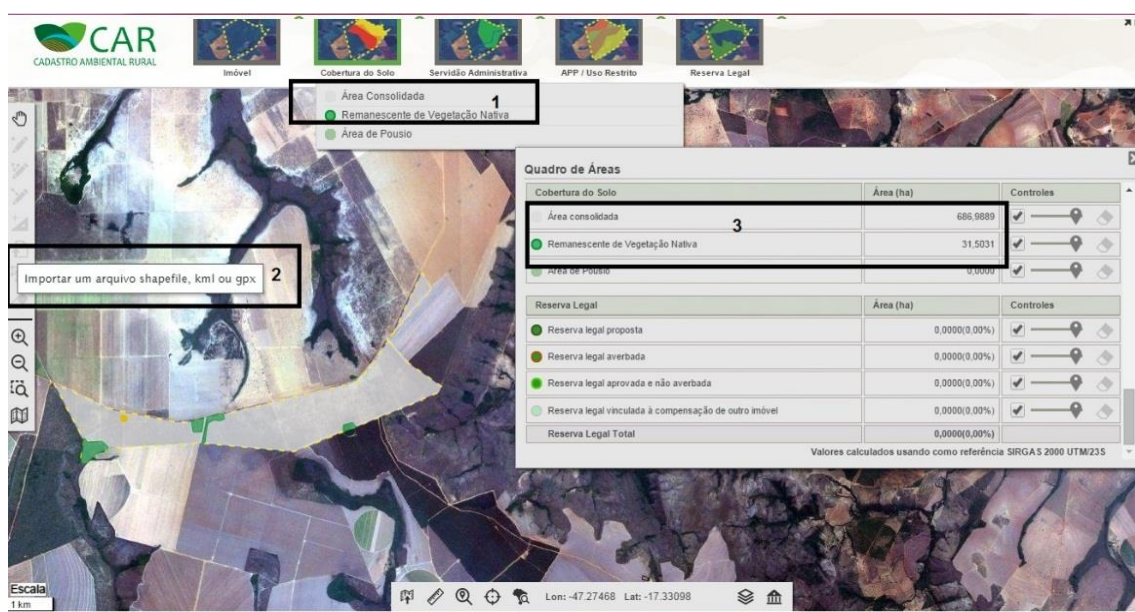 CAR
CADASTRO AMBIENTAL RURAL
Imóvel
Cobertura do Solo
Servidão Administrativa
APP / Uso Restrito
Reserva Legal
Área Consolidada
1
Remanescente de Vegetação Nativa
Área de Pousio
Quadro de Áreas
Cobertura do Solo Área (ha) Controles
Área consolidada 686,9889
3
Remanescente de Vegetação Nativa 31,5031
Área de Pousio 0,0000
Importar um arquivo shapefile, kml ou gpx 2
Reserva Legal Área (ha) Controles
Reserva legal proposta 0,0000(0,00%)
Reserva legal averbada 0,0000(0,00%)
Reserva legal aprovada e não averbada 0,0000(0,00%)
Reserva legal vinculada à compensação de outro imóvel 0,0000(0,00%)
Reserva Legal Total 0,0000(0,00%)
Valores calculados usando como referência SIRGAS 2000 UTM/23S
Escala
1 km
Lon: -47.27468 Lat: -17.33098